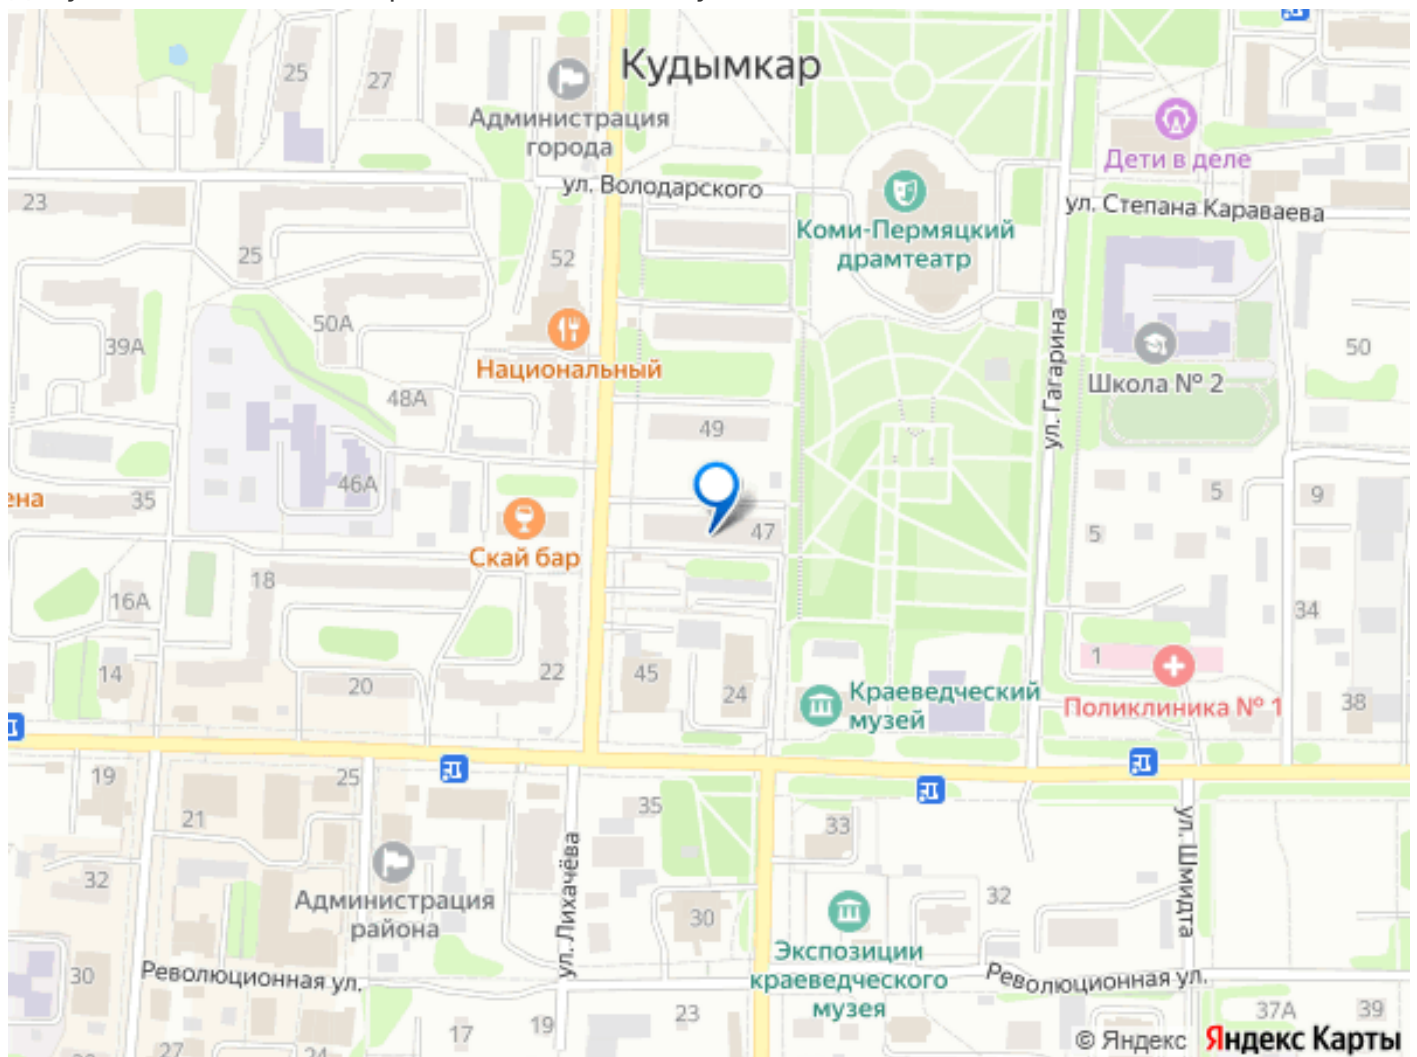 Кудымкар
25
27
Администрация
города
Дети в деле
ул. Володарского
23
ул. Степана Караваева
Коми-Пермяцкий
драмтеатр
25
52
50А
39А
ул. Гагарина
50
Национальный
Школа № 2
48А
49
46А
5
9
ена
35
47
5
Скай бар
18
16А
34
1
14
20
22
45
24
Краеведческий
музей
Поликлиника № 1
38
19
25
35
21
33
ул. Шмидта
ул. Лихачёва
32
Администрация
района
30
32
Экспозиции
краеведческого
музея
30
Революционная ул.
Революционная ул.
17
19
23
37А
39
27
24
© Яндекс
Яндекс Карты